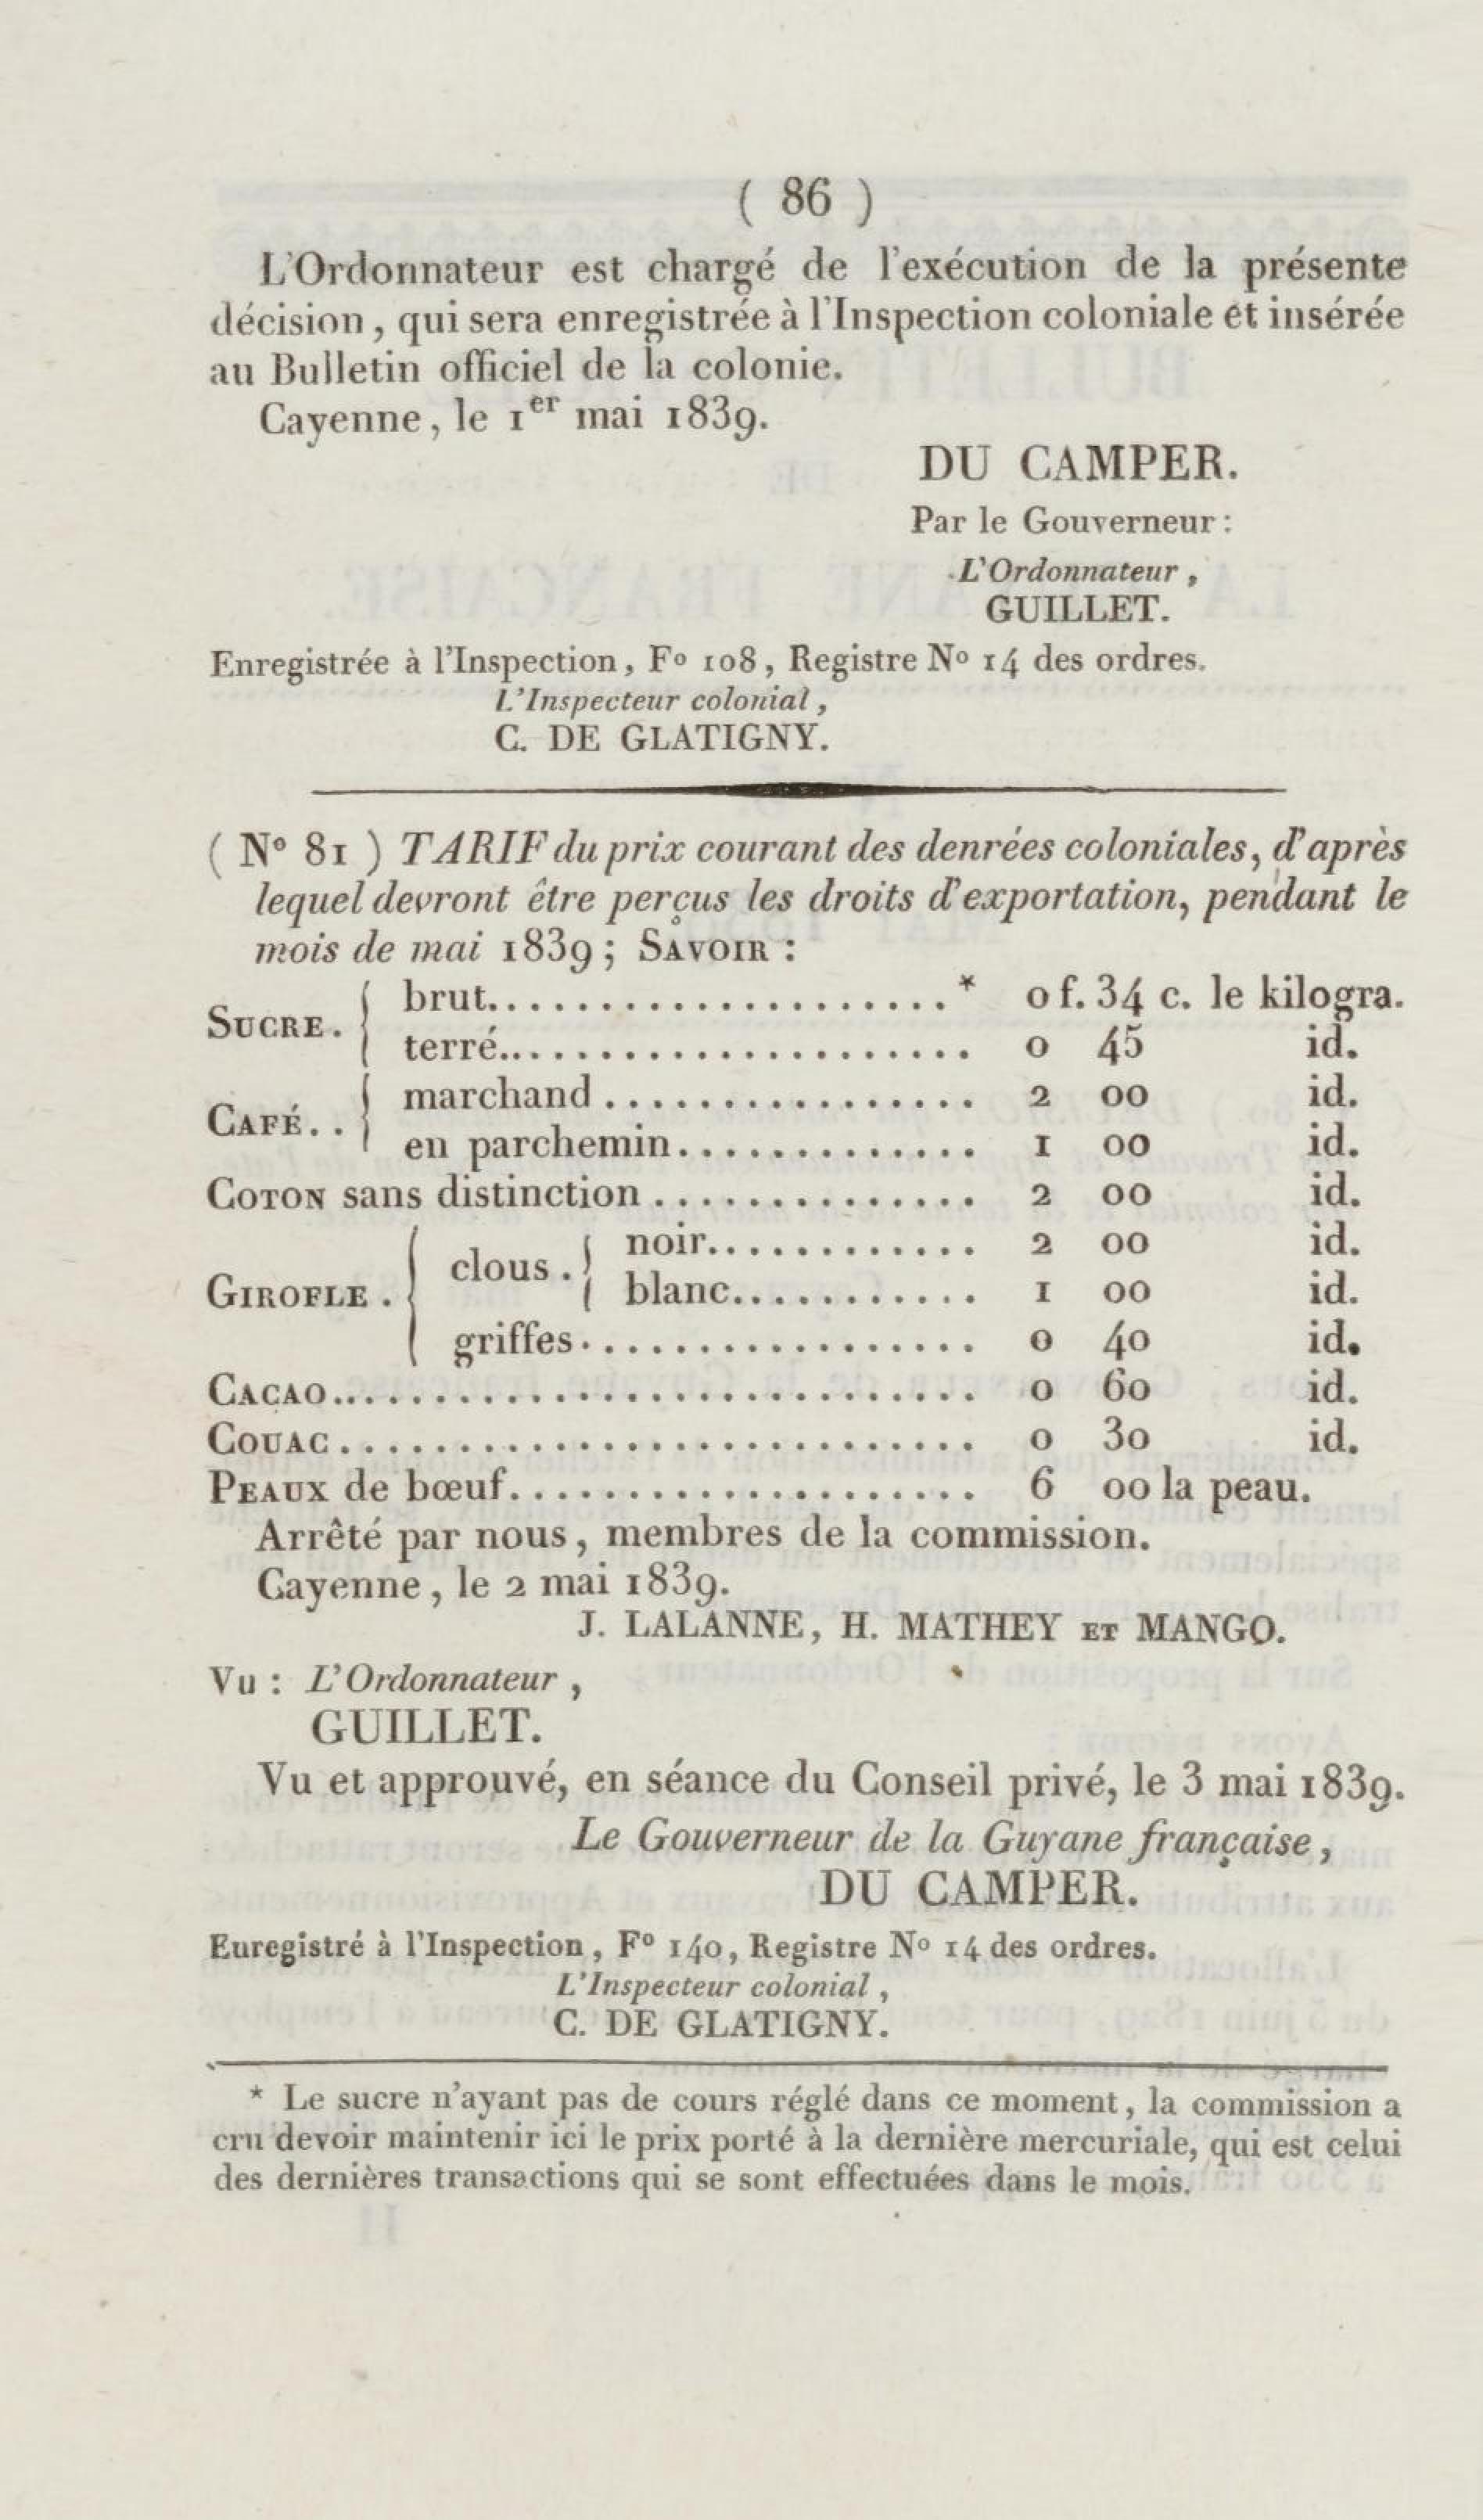 ( 86 )
L'Ordonnateur est chargé de l'exécution de la présente
décision, qui sera enregistrée à l'Inspection coloniale et insérée
au Bulletin officiel de la colonie.
Cayenne, le 1er mai 1839.
DU CAMPER.
Par le Gouverneur:
L'Ordonnateur,
GUILLET.
Enregistrée à l'Inspection, Fo 108, Registre No 14 des ordres.
L'Inspecteur colonial,
C. DE GLATIGNY.
( No 81 ) TARIF du prix courant des denrées coloniales, d'après
lequel devront être perçus les droits d'exportation, pendant le
mois de mai 1839; SAVOIR :
SUCRE. { brut......................* 0 f. 34 c. le kilogra.
terré....................... 0 45 id.
CAFÉ.. { marchand................. 2 00 id.
en parchemin............. 1 00 id.
COTON sans distinction................ 2 00 id.
GIROFLE. { clous. { noir.............. 2 00 id.
blanc............ 1 00 id.
griffes.................. 0 40 id.
CACAO............................... 0 60 id.
COUAC............................... 0 30 id.
PEAUX de bœuf....................... 6 00 la peau.
Arrêté par nous, membres de la commission.
Cayenne, le 2 mai 1839.
J. LALANNE, H. MATHEY ET MANGO.
Vu : L'Ordonnateur,
GUILLET.
Vu et approuvé, en séance du Conseil privé, le 3 mai 1839.
Le Gouverneur de la Guyane française,
DU CAMPER.
Euregistré à l'Inspection, Fo 140, Registre No 14 des ordres.
L'Inspecteur colonial,
C. DE GLATIGNY.
* Le sucre n'ayant pas de cours réglé dans ce moment, la commission a
cru devoir maintenir ici le prix porté à la dernière mercuriale, qui est celui
des dernières transactions qui se sont effectuées dans le mois.